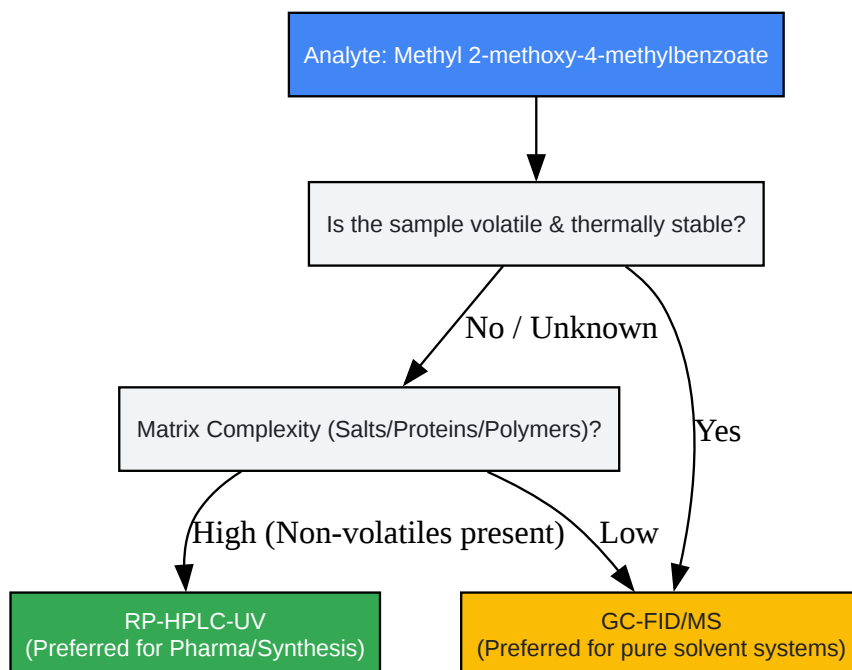 Analyte: Methyl 2-methoxy-4-methylbenzoate
Is the sample volatile & thermally stable?
No / Unknown
Matrix Complexity (Salts/Proteins/Polymers)?
Yes
High (Non-volatiles present)
Low
RP-HPLC-UV
(Preferred for Pharma/Synthesis)
GC-FID/MS
(Preferred for pure solvent systems)